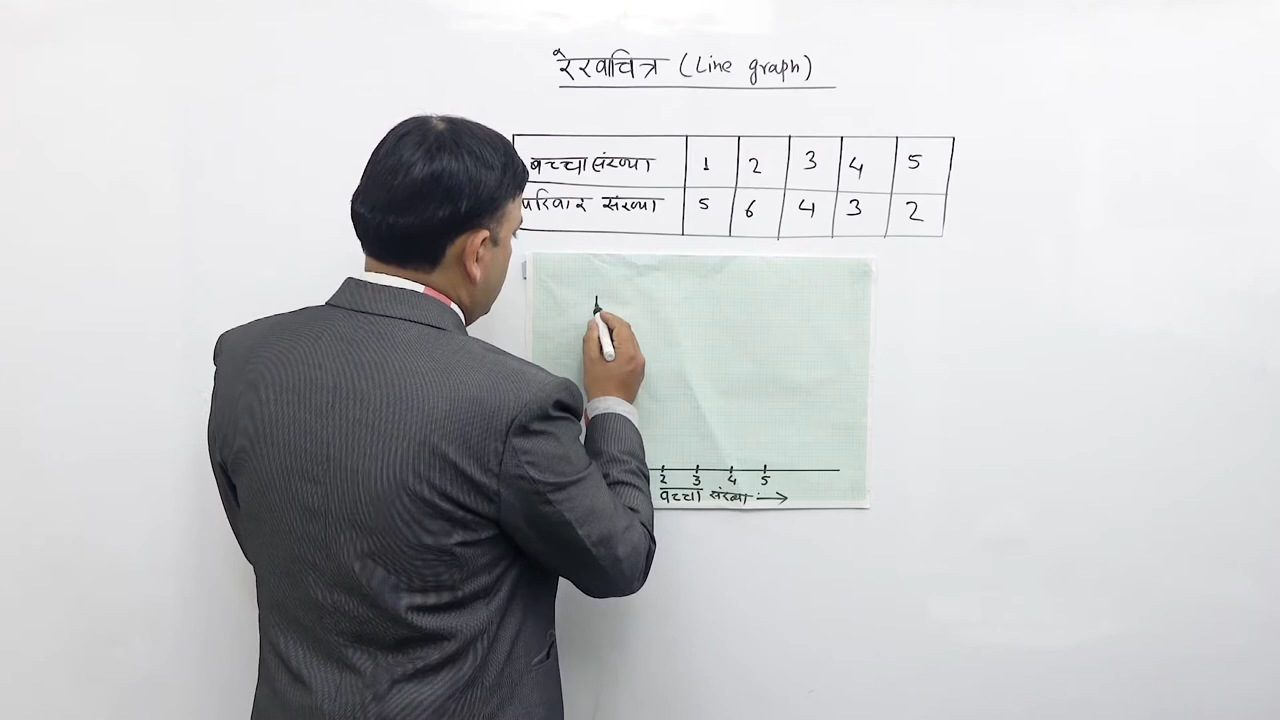 रेखाचित्र (Line graph)
बच्चा संख्या 1 2 3 4 5
परिवार संख्या 5 6 4 3 2
2 3 4 5
बच्चा संख्या →